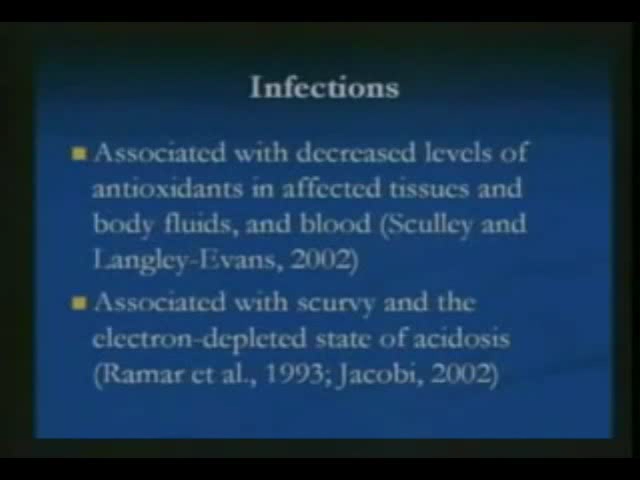 Infections
Associated with decreased levels of
antioxidants in affected tissues and
body fluids, and blood (Sculley and
Langley-Evans, 2002)
Associated with scurvy and the
electron-depleted state of acidosis
(Ramar et al., 1993; Jacobi, 2002)